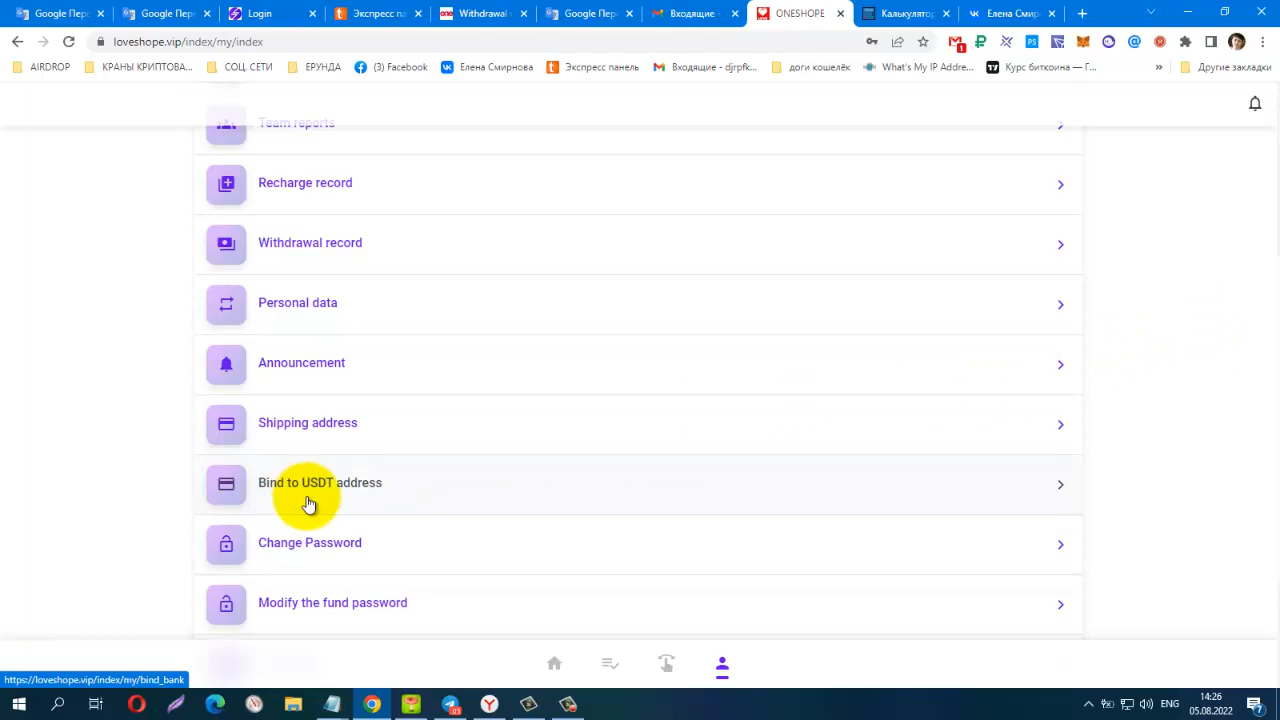 Google Пер
Google Пер
Login
Экспресс па
Withdrawal
Google Пер
Входящие -
ONESHOPE
Калькулятор
Елена Смир
loveshope.vip/index/my/index
AIRDROP
КРАНЫ КРИПТОВА...
СОЦ. СЕТИ
ЕРУНДА
(3) Facebook
Елена Смирнова
Экспресс панель
Входящие - djrpfk...
доги кошелёк
What's My IP Addre...
Курс биткоина — Г...
»
Другие закладки
Team reports
Recharge record
Withdrawal record
Personal data
Announcement
Shipping address
Bind to USDT address
Change Password
Modify the fund password
https://loveshope.vip/index/my/bind_bank
ENG
14:26
05.08.2022